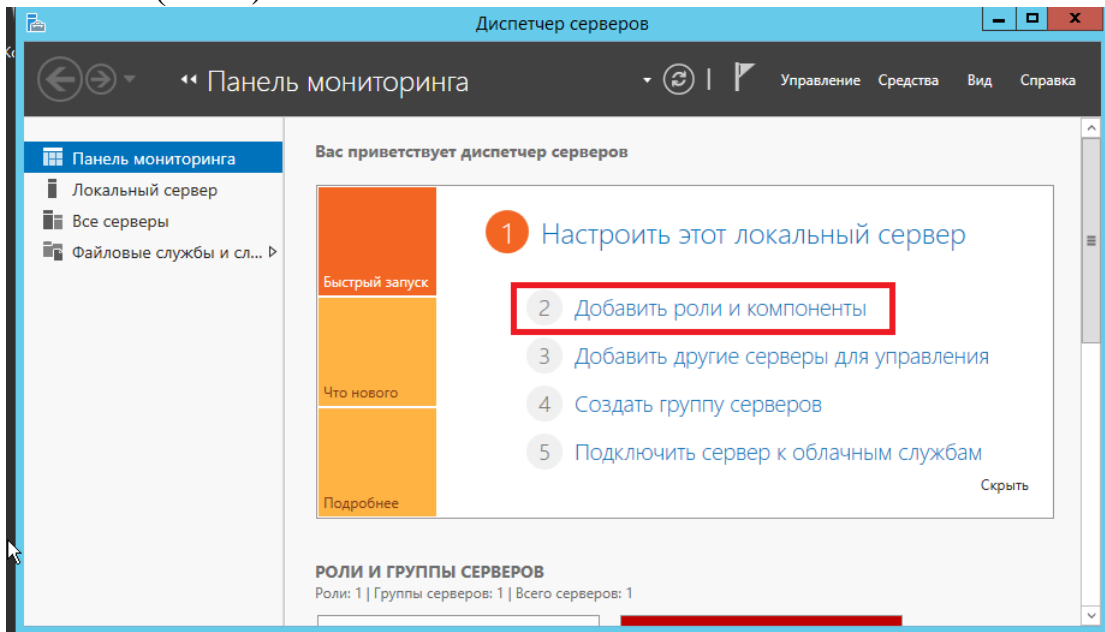 Диспетчер серверов
Панель мониторинга
Управление Средства Вид Справка
Панель мониторинга
Локальный сервер
Все серверы
Файловые службы и сл...
Вас приветствует диспетчер серверов
Быстрый запуск
Что нового
Подробнее
1 Настроить этот локальный сервер
2 Добавить роли и компоненты
3 Добавить другие серверы для управления
4 Создать группу серверов
5 Подключить сервер к облачным службам
Скрыть
РОЛИ И ГРУППЫ СЕРВЕРОВ
Роли: 1 | Группы серверов: 1 | Всего серверов: 1